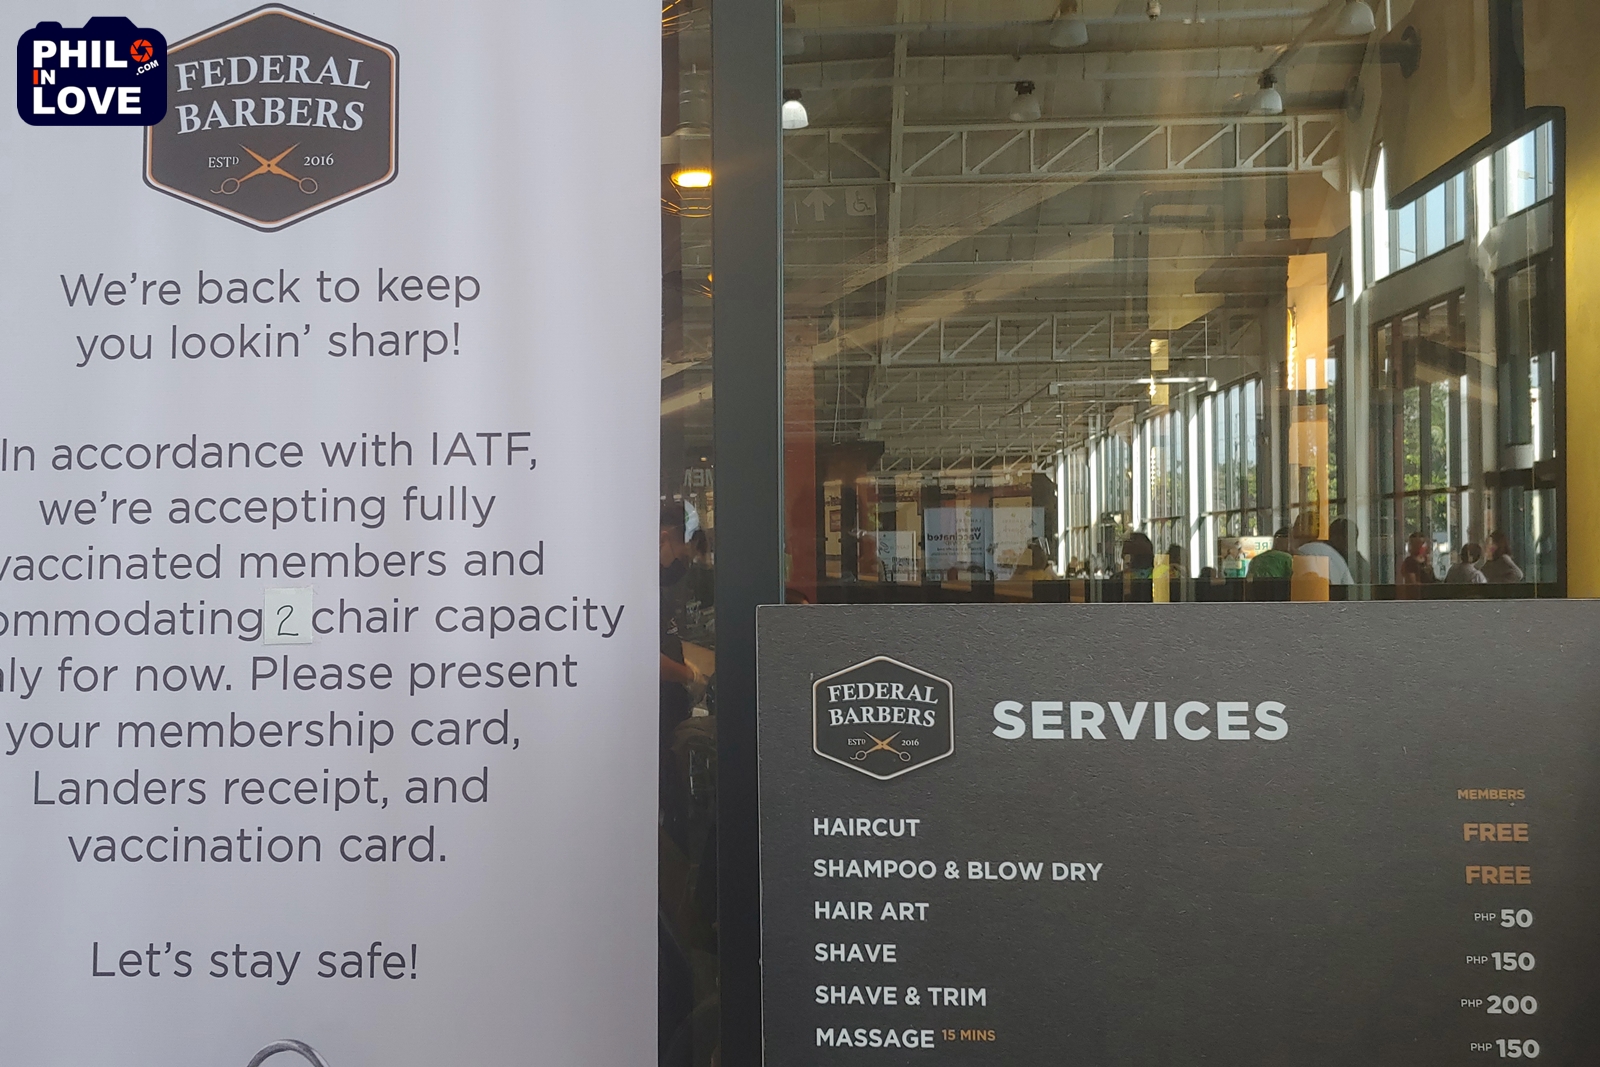 PHIL
IN
.COM
LOVE
FEDERAL
BARBERS
ESTD 2016
We're back to keep
you lookin' sharp!
In accordance with IATF,
we're accepting fully
vaccinated members and
ommodating 2 chair capacity
ly for now. Please present
your membership card,
Landers receipt, and
vaccination card.
Let's stay safe!
Vaccinated
FEDERAL
BARBERS
ESTD 2016
SERVICES
MEMBERS
HAIRCUT FREE
SHAMPOO & BLOW DRY FREE
HAIR ART PHP 50
SHAVE PHP 150
SHAVE & TRIM PHP 200
MASSAGE 15 MINS PHP 150